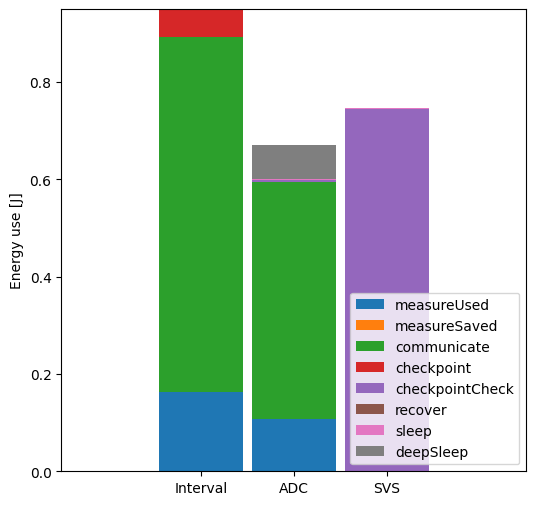 Energy use [J]
0.8
0.6
0.4
0.2
0.0
measureUsed
measureSaved
communicate
checkpoint
checkpointCheck
recover
sleep
deepSleep
Interval ADC SVS